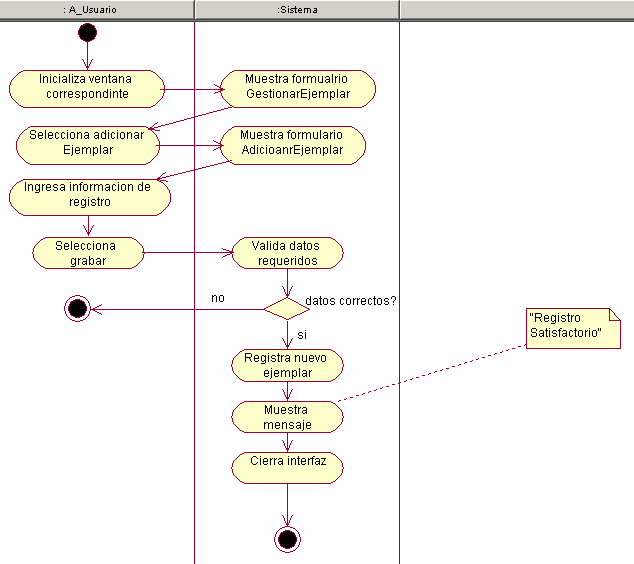 : A_Usuario
:Sistema
Inicializa ventana
correspondinte
Muestra formualrio
GestionarEjemplar
Selecciona adicionar
Ejemplar
Muestra formulario
AdicioanrEjemplar
Ingresa informacion de
registro
Selecciona
grabar
Valida datos
requeridos
no
datos correctos?
si
"Registro
Satisfactorio"
Registra nuevo
ejemplar
Muestra
mensaje
Cierra interfaz